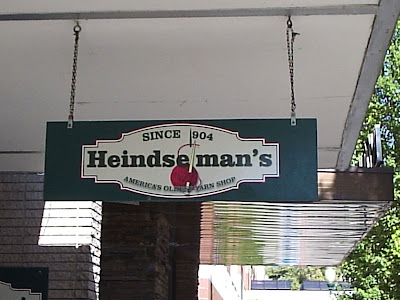 SINCE 1904
Heindselman's
AMERICA'S OLDEST YARN SHOP